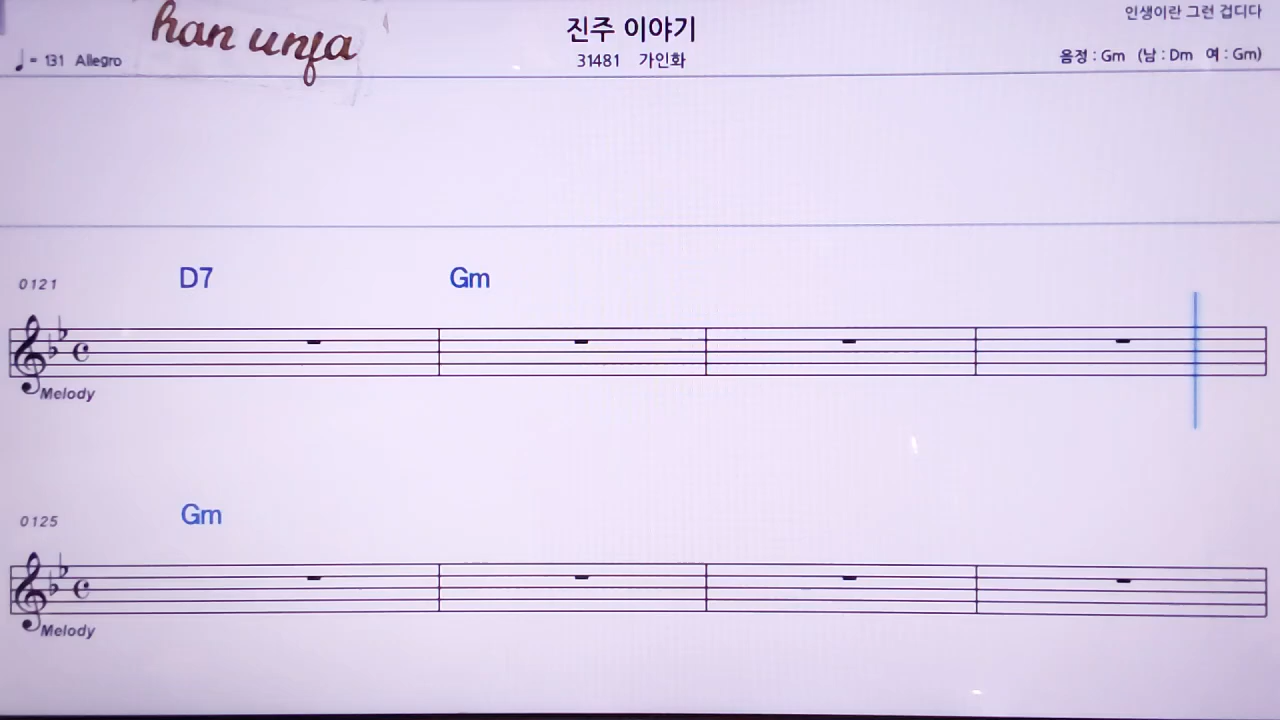 han unja
진주 이야기
인생이란 그런 겁디다
♩= 131 Allegro
31481 가인화
음정 : Gm (남 : Dm 여 : Gm)
0121 D7 Gm
Melody
0125 Gm
Melody